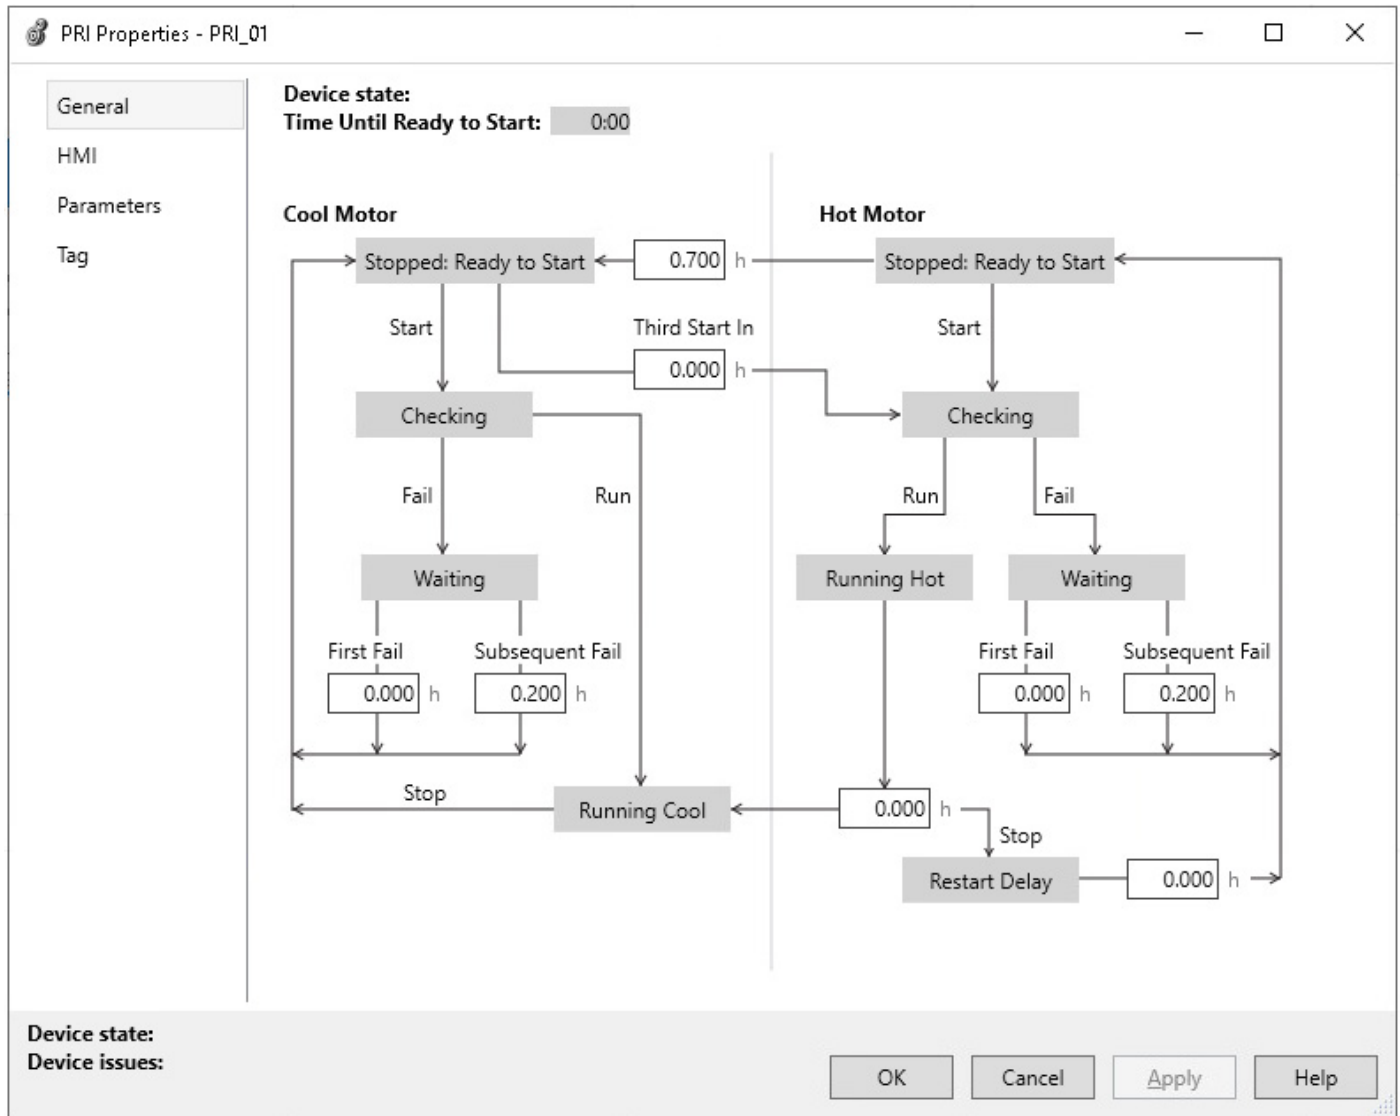 PRI Properties - PRI_01
General
HMI
Parameters
Tag
Device state:
Time Until Ready to Start: 0:00
Cool Motor
Hot Motor
Stopped: Ready to Start
0.700 h
Stopped: Ready to Start
Start
Third Start In
Start
0.000 h
Checking
Checking
Fail
Run
Run
Fail
Waiting
Running Hot
Waiting
First Fail
Subsequent Fail
First Fail
Subsequent Fail
0.000 h
0.200 h
0.000 h
0.200 h
Stop
Running Cool
0.000 h
Stop
Restart Delay
0.000 h
Device state:
Device issues:
OK
Cancel
Apply
Help